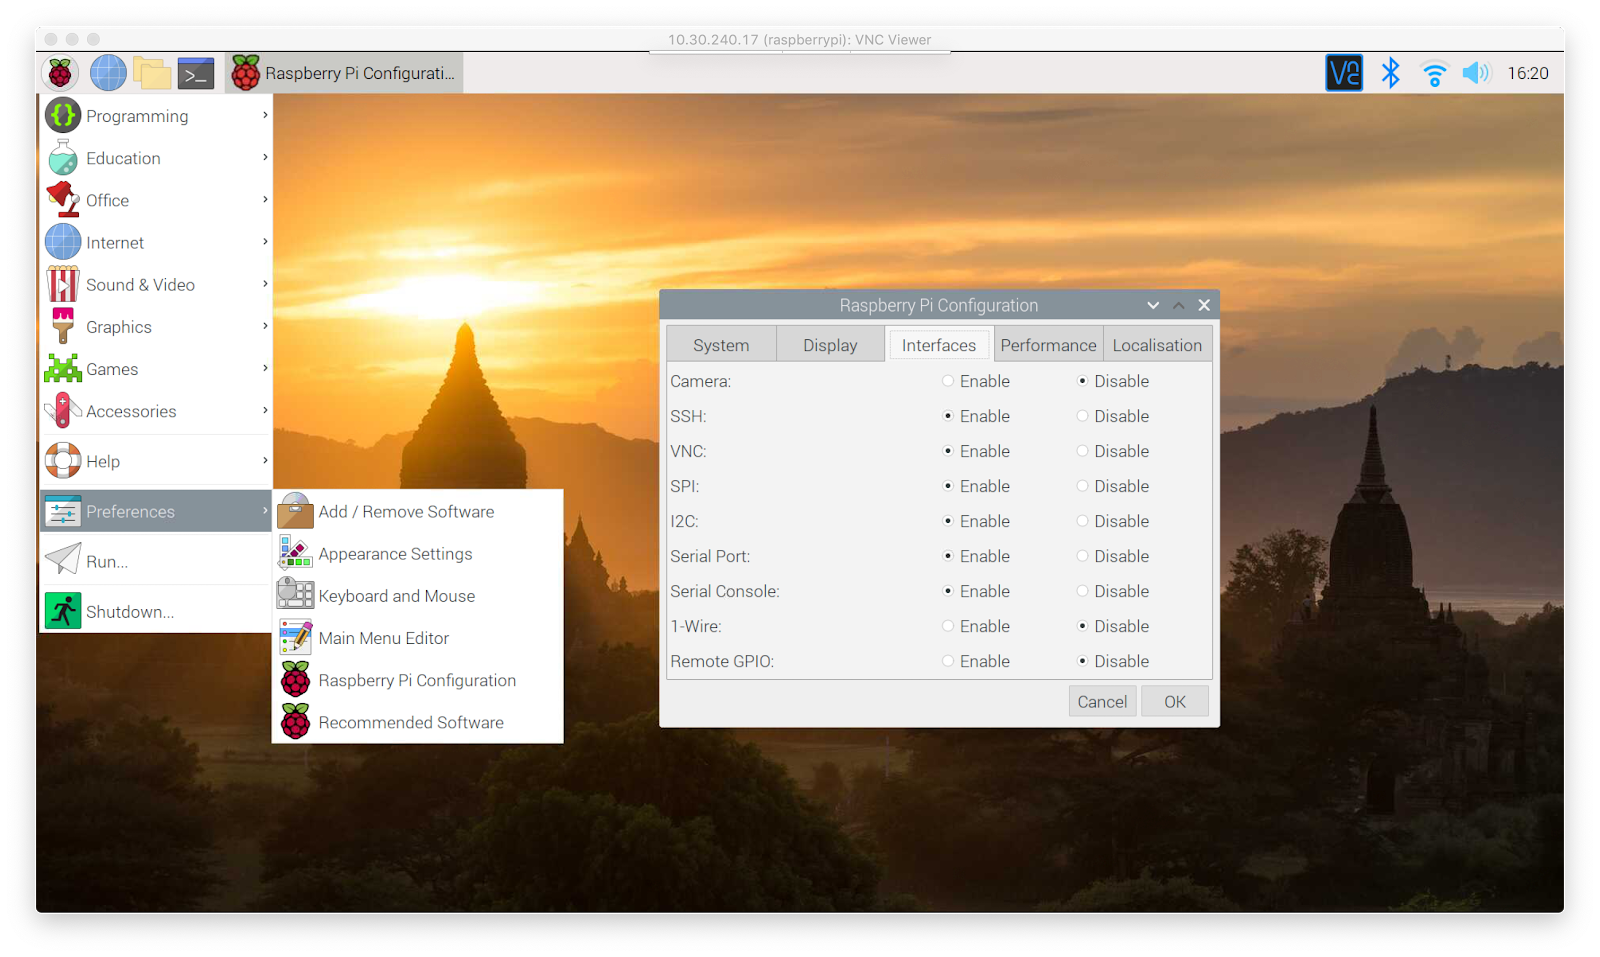 10.30.240.17 (raspberrypi): VNC Viewer
Raspberry Pi Configurati...
16:20
Programming
Education
Office
Internet
Sound & Video
Graphics
Games
Accessories
Help
Preferences
Run...
Shutdown...
Add / Remove Software
Appearance Settings
Keyboard and Mouse
Main Menu Editor
Raspberry Pi Configuration
Recommended Software
Raspberry Pi Configuration
System Display Interfaces Performance Localisation
Camera: Enable Disable
SSH: Enable Disable
VNC: Enable Disable
SPI: Enable Disable
I2C: Enable Disable
Serial Port: Enable Disable
Serial Console: Enable Disable
1-Wire: Enable Disable
Remote GPIO: Enable Disable
Cancel OK